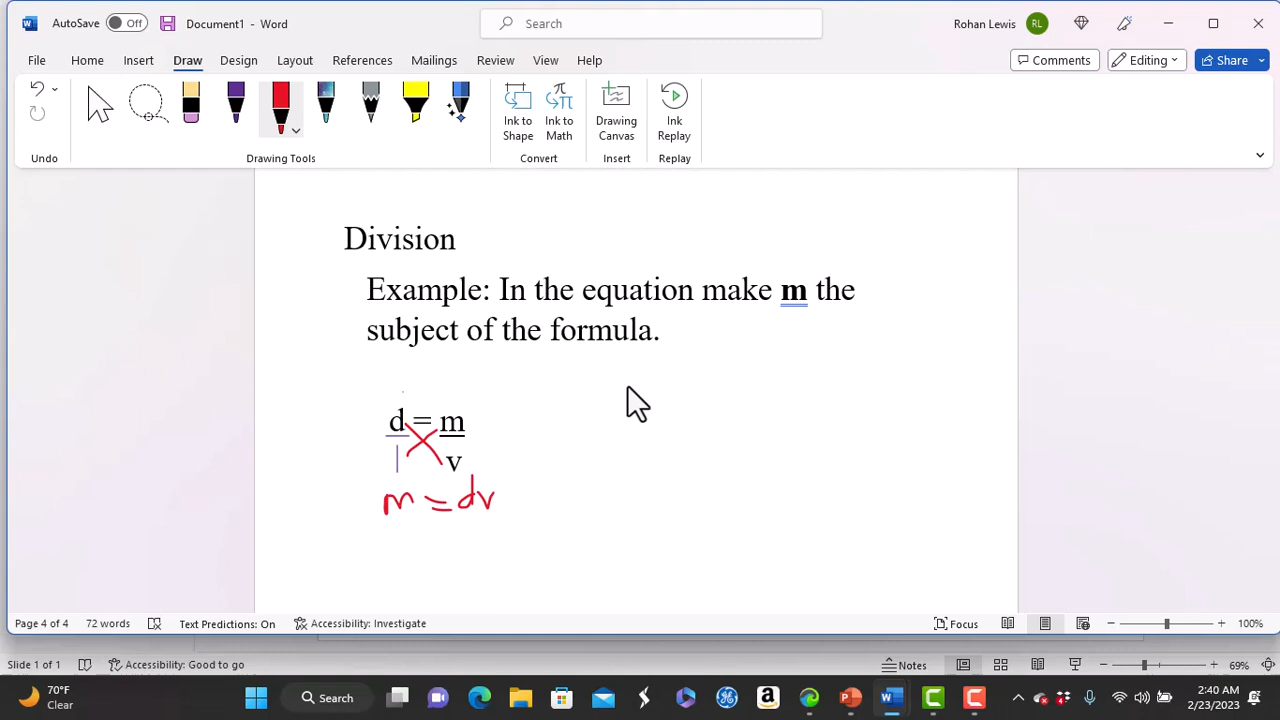 AutoSave Off Document1 - Word Search Rohan Lewis RL
File Home Insert Draw Design Layout References Mailings Review View Help Comments Editing Share
Ink to Shape Ink to Math Drawing Canvas Ink Replay
Undo Drawing Tools Convert Insert Replay
Division
Example: In the equation make m the
subject of the formula.
d = m
1 v
m = dv
Page 4 of 4 72 words Text Predictions: On Accessibility: Investigate Focus 100%
Slide 1 of 1 Accessibility: Good to go Notes 69%
70°F Search 2:40 AM
Clear 2/23/2023